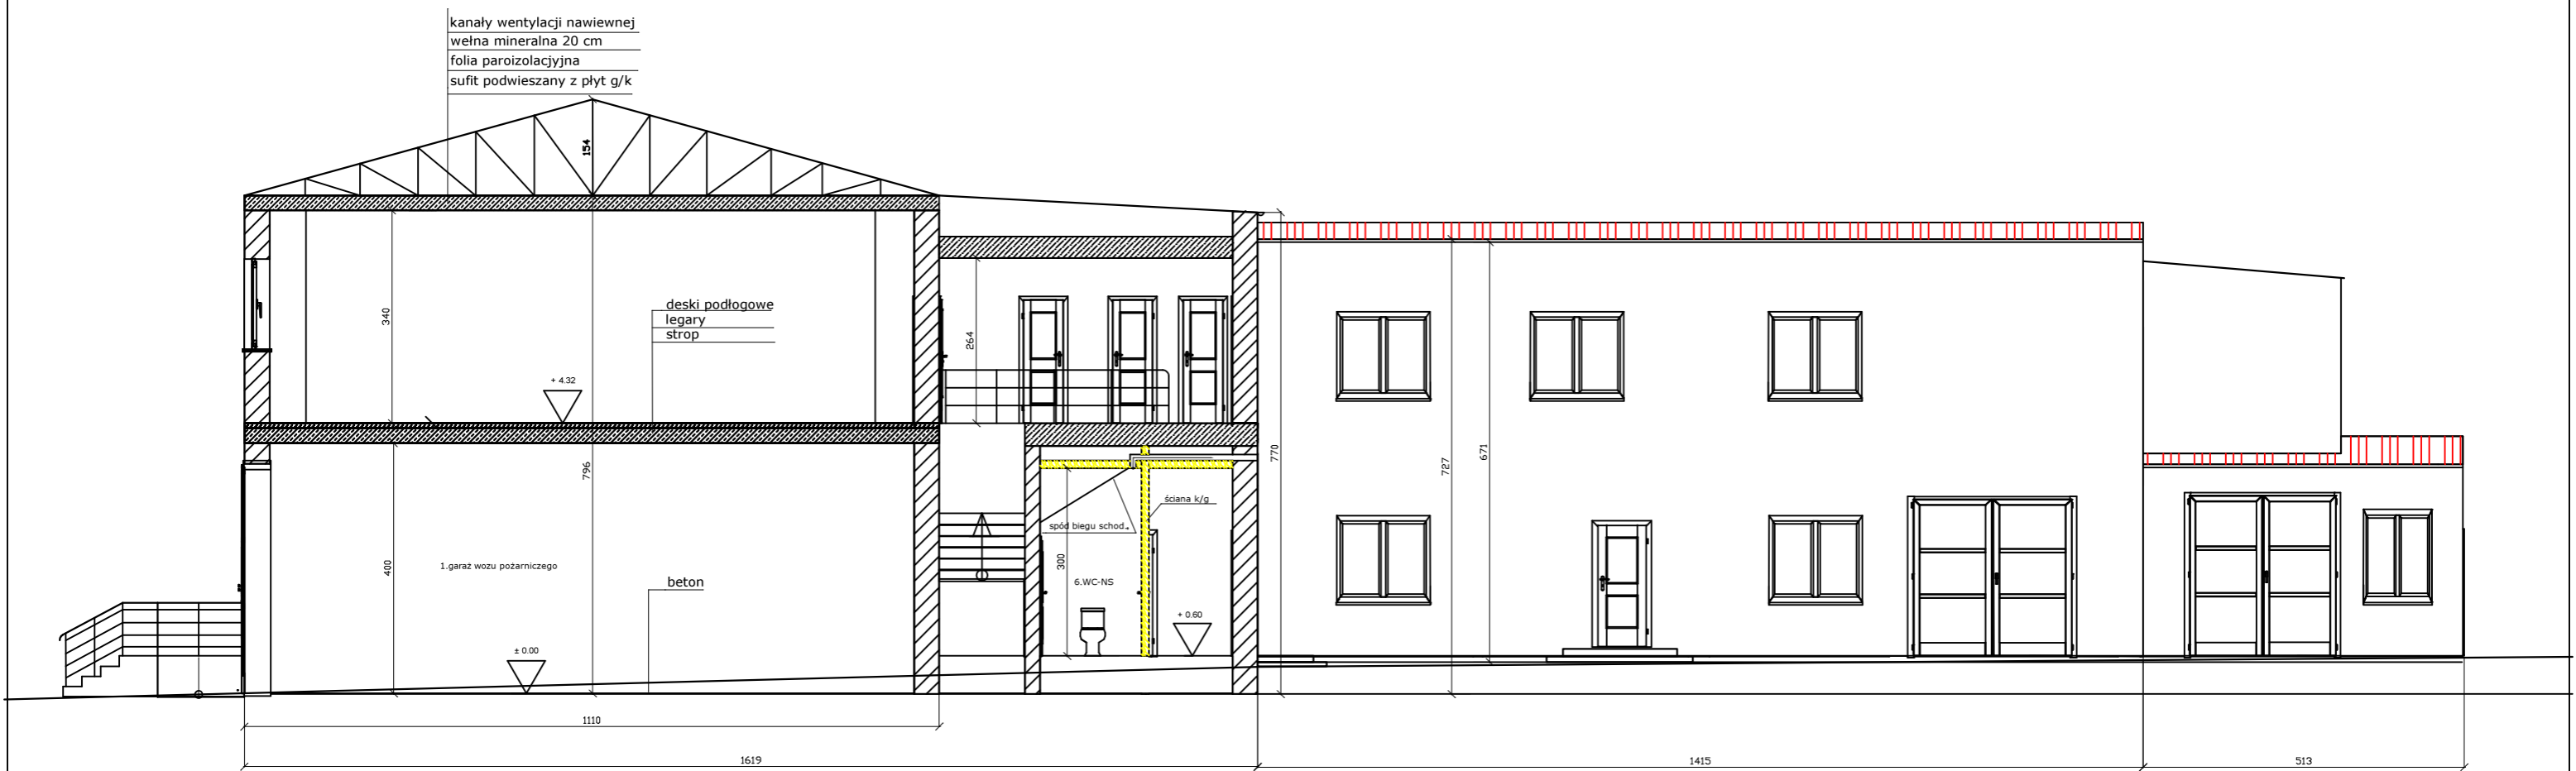 kanały wentylacji nawiewnej
wełna mineralna 20 cm
folia paroizolacyjyjna
sufit podwieszany z płyt g/k
154
340
deski podłogowe
legary
strop
264
+ 4.32
796
770
727
671
ściana k/g
spód biegu schod.
400
1.garaż wozu pożarniczego
300
6.WC-NS
beton
+ 0.60
± 0.00
1110
1619
1415
513